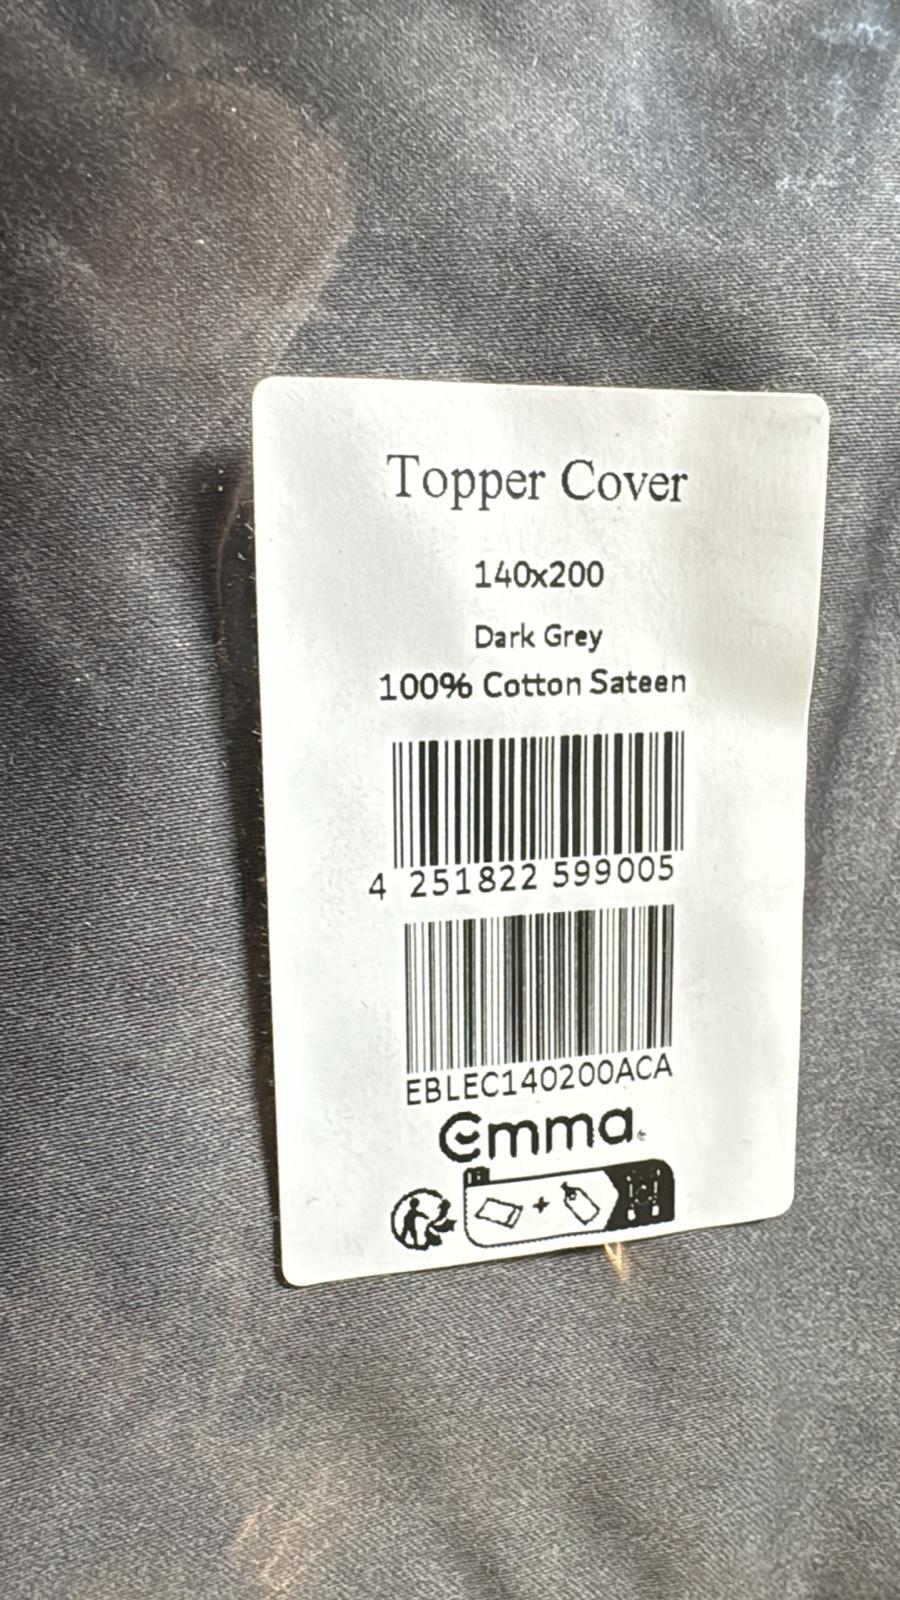 Topper Cover
140x200
Dark Grey
100% Cotton Sateen
4 251822 599005
EBLEC140200ACA
emma